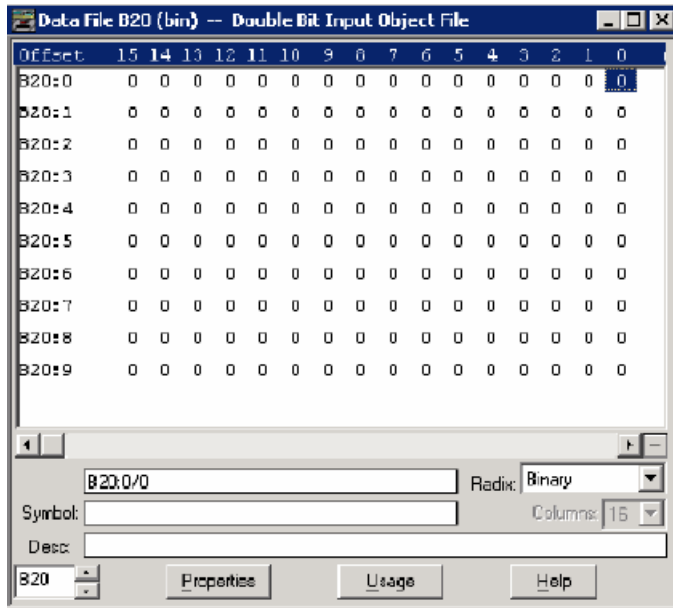 Data File B20 (bin) -- Double Bit Input Object File
Offset 15 14 13 12 11 10 9 8 7 6 5 4 3 2 1 0
B20:0 0 0 0 0 0 0 0 0 0 0 0 0 0 0 0 0
B20:1 0 0 0 0 0 0 0 0 0 0 0 0 0 0 0 0
B20:2 0 0 0 0 0 0 0 0 0 0 0 0 0 0 0 0
B20:3 0 0 0 0 0 0 0 0 0 0 0 0 0 0 0 0
B20:4 0 0 0 0 0 0 0 0 0 0 0 0 0 0 0 0
B20:5 0 0 0 0 0 0 0 0 0 0 0 0 0 0 0 0
B20:6 0 0 0 0 0 0 0 0 0 0 0 0 0 0 0 0
B20:7 0 0 0 0 0 0 0 0 0 0 0 0 0 0 0 0
B20:8 0 0 0 0 0 0 0 0 0 0 0 0 0 0 0 0
B20:9 0 0 0 0 0 0 0 0 0 0 0 0 0 0 0 0
B20:0/0 Radix: Binary
Symbol: Columns: 16
Desc:
B20 Properties Usage Help